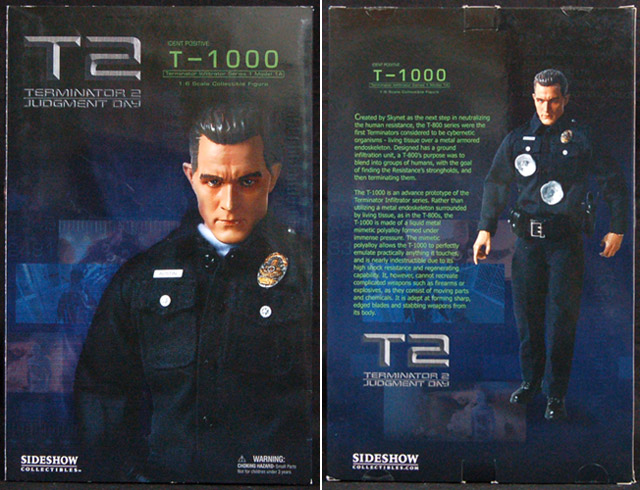 T2
TERMINATOR 2
JUDGMENT DAY
IDENT POSITIVE
T-1000
Terminator Infiltrator Series 1 Model 1A
1:6 Scale Collectible Figure
SIDESHOW
COLLECTIBLES
WARNING:
CHOKING HAZARD- Small Parts
Not for children under 3 years.
IDENT POSITIVE
T-1000
Terminator Infiltrator Series 1 Model 1A
1:6 Scale Collectible Figure
Created by Skynet as the next step in neutralizing
the human resistance, the T-800 series were the
first Terminators considered to be cybernetic
organisms - living tissue over a metal armored
endoskeleton. Designed has a ground
infiltration unit, a T-800's purpose was to
blend into groups of humans, with the goal
of finding the Resistance's strongholds, and
then terminating them.
The T-1000 is an advance prototype of the
Terminator Infiltrator series. Rather than
utilizing a metal endoskeleton surrounded
by living tissue, as in the T-800s, the
T-1000 is made of a liquid metal
mimetic polyalloy formed under
immense pressure. The mimetic
polyalloy allows the T-1000 to perfectly
emulate practically anything it touches,
and is nearly indestructible due to its
high shock resistance and regenerating
capability. It, however, cannot recreate
complicated weapons such as firearms or
explosives, as they consist of moving parts
and chemicals. It is adept at forming sharp,
edged blades and stabbing weapons from
its body.
T2
TERMINATOR 2
JUDGMENT DAY
SIDESHOW
COLLECTIBLES.COM